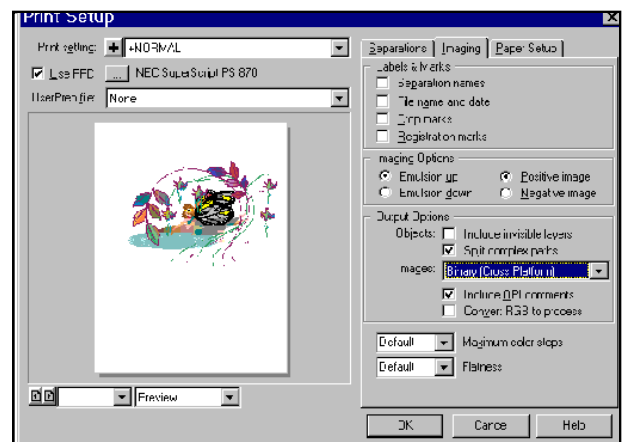 Print Setup
Print setting: +NORMAL
Use PPD ... NEC SuperScript PS 870
UserPrep file: None
Preview
Separations Imaging Paper Setup
Labels & Marks
Separation names
File name and date
Crop marks
Registration marks
Imaging Options
Emulsion up Positive image
Emulsion down Negative image
Output Options
Objects: Include invisible layers
Split complex paths
Images: Binary (Cross Platform)
Include OPI comments
Convert RGB to process
Default Maximum color steps
Default Flatness
OK Cancel Help